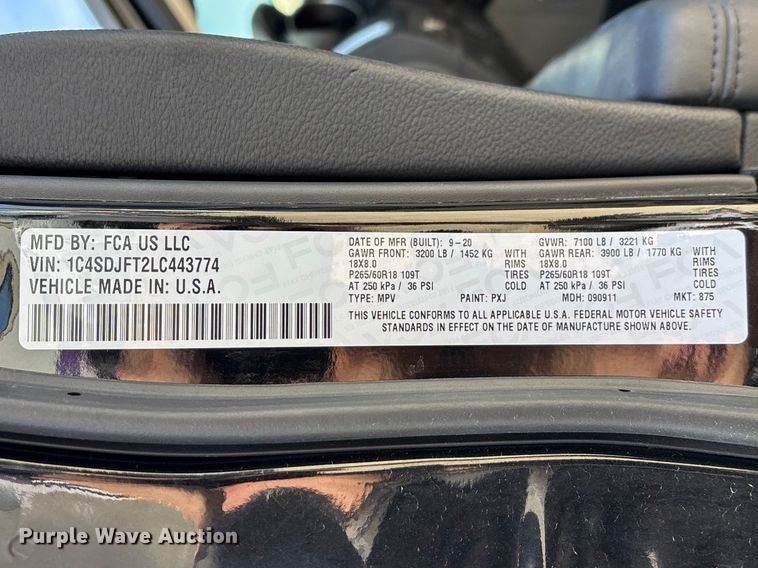 MFD BY: FCA US LLC
VIN: 1C4SDJFT2LC443774
VEHICLE MADE IN: U.S.A.
DATE OF MFR (BUILT): 9-20 GVWR: 7100 LB / 3221 KG
GAWR FRONT: 3200 LB / 1452 KG WITH GAWR REAR: 3900 LB / 1770 KG WITH
18X8.0 RIMS 18X8.0 RIMS
P265/60R18 109T TIRES P265/60R18 109T TIRES
AT 250 kPa / 36 PSI COLD AT 250 kPa / 36 PSI COLD
TYPE: MPV PAINT: PXJ MDH: 090911 MKT: 875
THIS VEHICLE CONFORMS TO ALL APPLICABLE U.S.A. FEDERAL MOTOR VEHICLE SAFETY
STANDARDS IN EFFECT ON THE DATE OF MANUFACTURE SHOWN ABOVE.
Purple Wave Auction